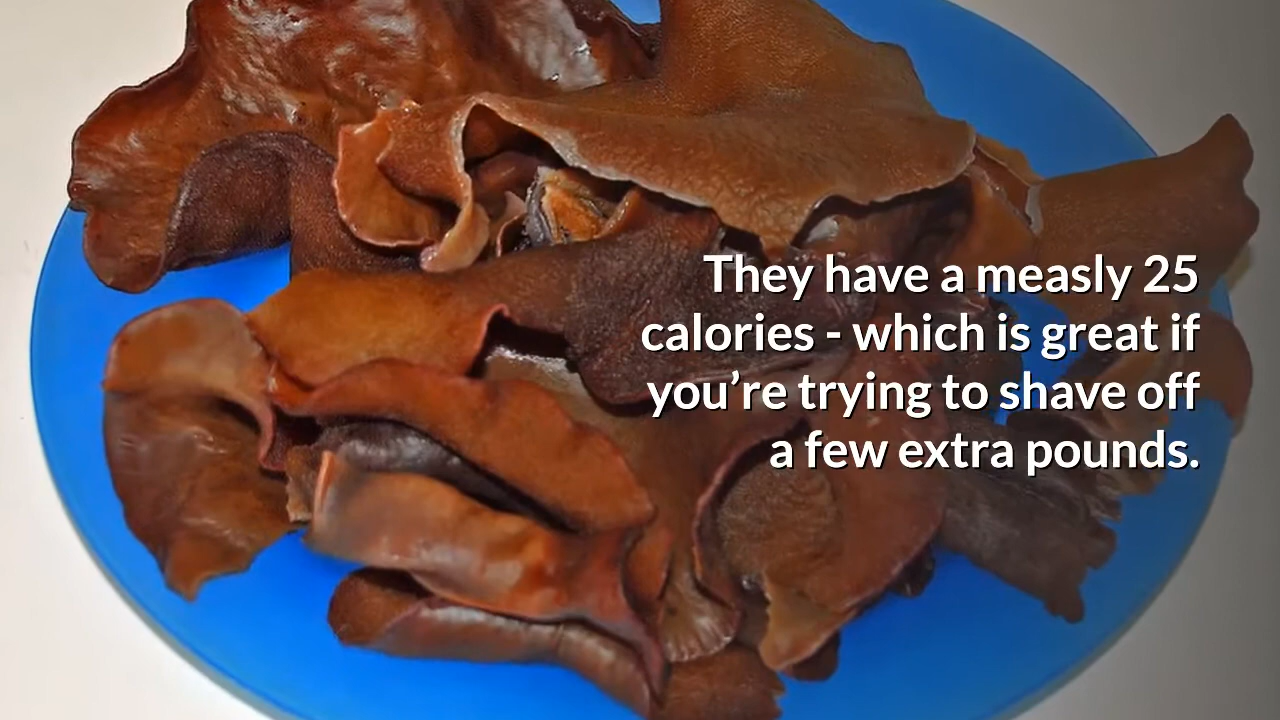 They have a measly 25
calories - which is great if
you’re trying to shave off
a few extra pounds.